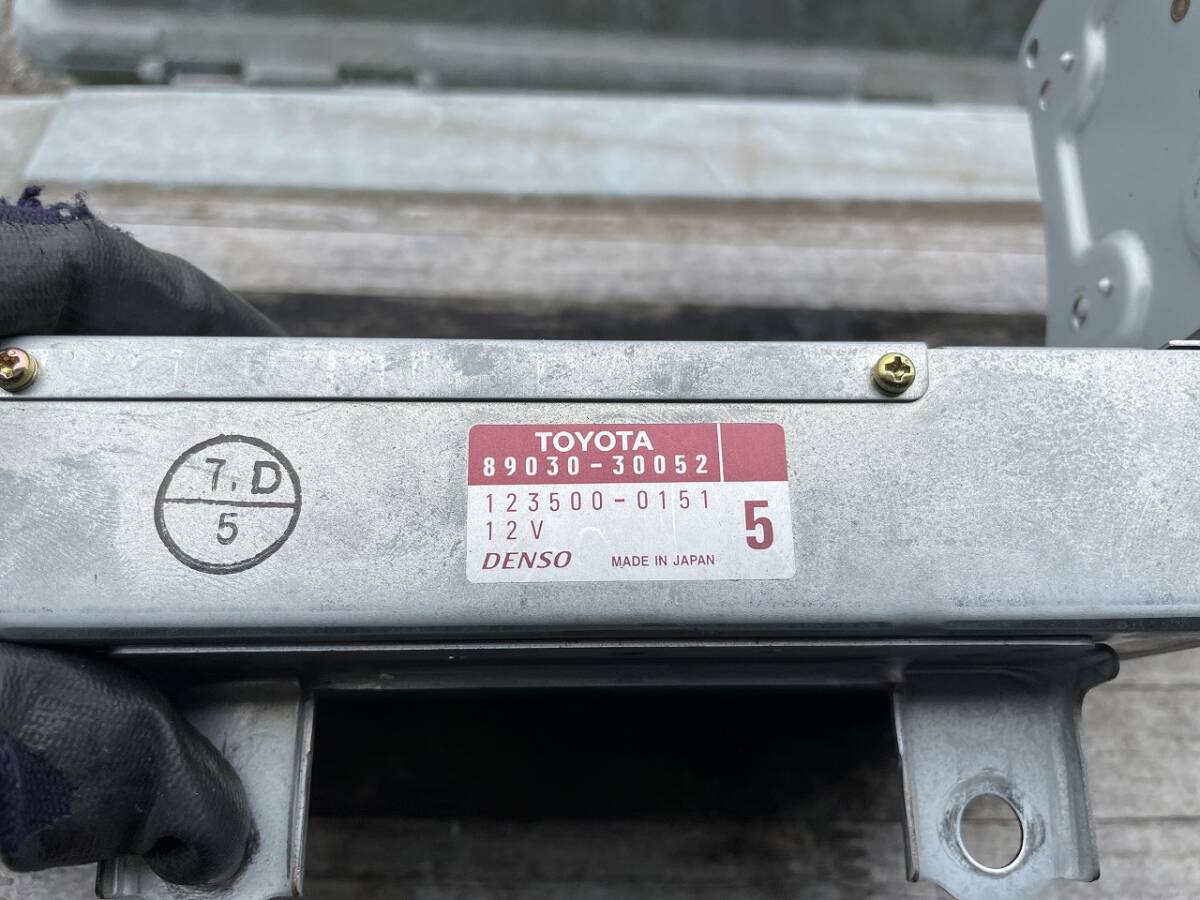 7. D
5
TOYOTA
89030-30052
123500-0151
12V
5
DENSO MADE IN JAPAN